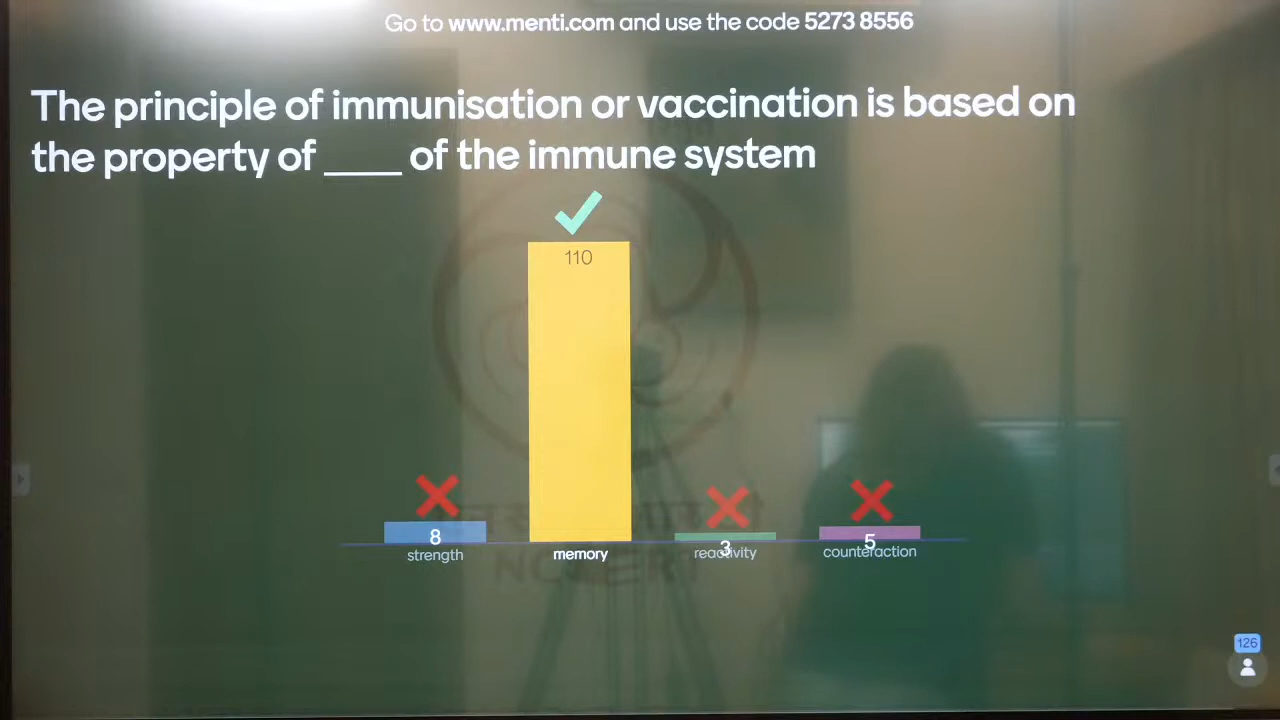 Go to www.menti.com and use the code 5273 8556
The principle of immunisation or vaccination is based on
the property of ____ of the immune system
110
8
3
5
strength
memory
reactivity
counteraction
NCERT
126